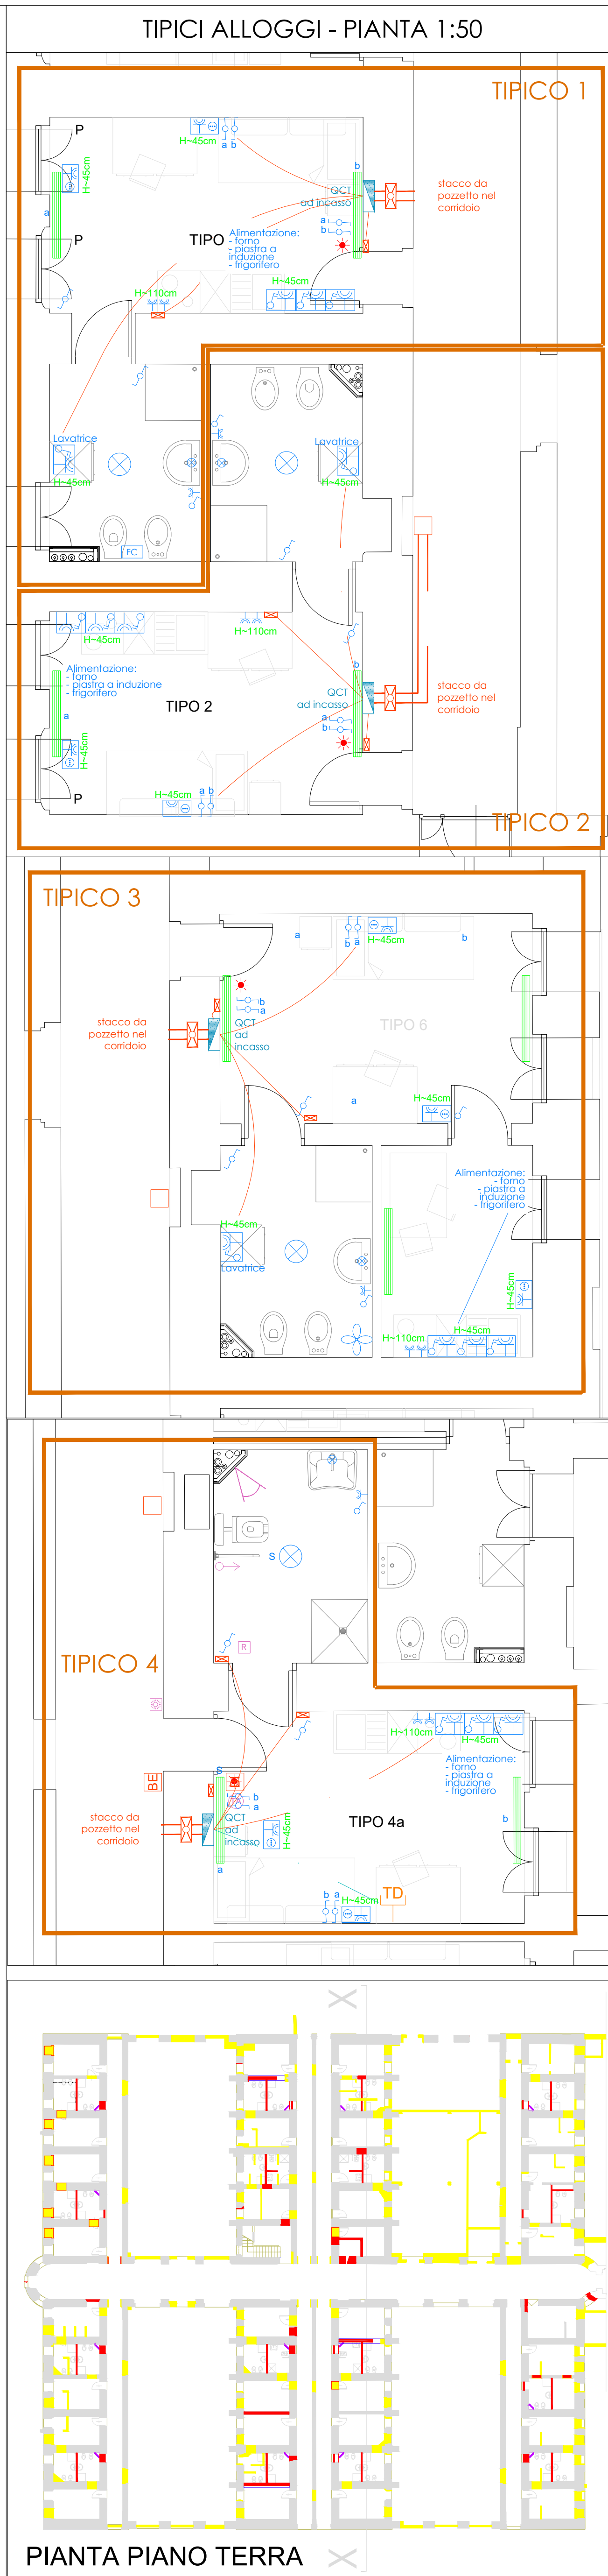 TIPICI ALLOGGI - PIANTA 1:50
TIPICO 1
P
H~45cm
a b
b
H~45cm
QCT
ad incasso
stacco da
pozzetto nel
corridoio
a
a
b
TIPO
Alimentazione:
- forno
- piastra a
induzione
- frigorifero
P
H~110cm
H~45cm
Lavatrice
H~45cm
Lavatrice
H~45cm
FC
H~45cm
H~110cm
Alimentazione:
- forno
- piastra a induzione
- frigorifero
b
QCT
ad incasso
stacco da
pozzetto nel
corridoio
TIPO 2
a
a
b
H~45cm
P
H~45cm
a b
TIPICO 2
TIPICO 3
a
b a
H~45cm
b
b
a
stacco da
pozzetto nel
corridoio
QCT
ad
incasso
TIPO 6
a
H~45cm
Alimentazione:
- forno
- piastra a
induzione
- frigorifero
H~45cm
Lavatrice
H~45cm
H~110cm
H~45cm
S
R
TIPICO 4
BE
H~110cm
H~45cm
Alimentazione:
- forno
- piastra a
induzione
- frigorifero
S
b
a
stacco da
pozzetto nel
corridoio
QCT
ad
incasso
H~45cm
TIPO 4a
b
a
b a
H~45cm
TD
X
X
PIANTA PIANO TERRA